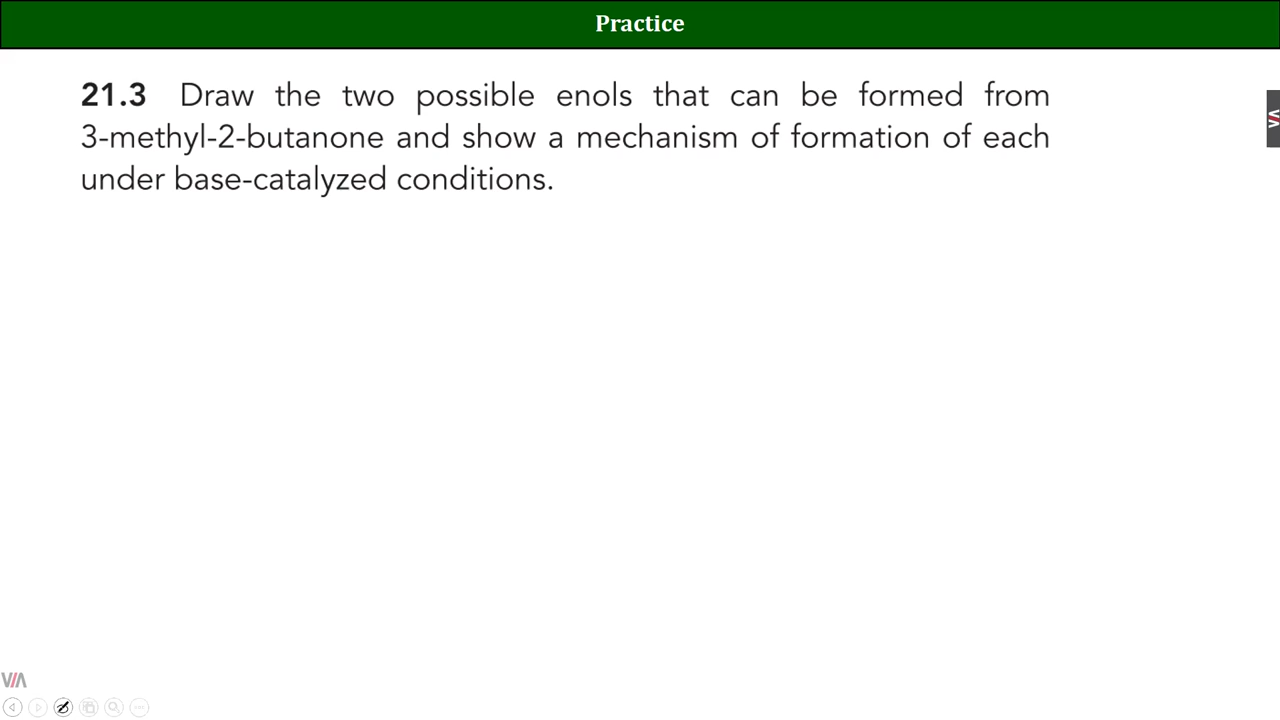 Practice
21.3 Draw the two possible enols that can be formed from
3-methyl-2-butanone and show a mechanism of formation of each
under base-catalyzed conditions.
VIA